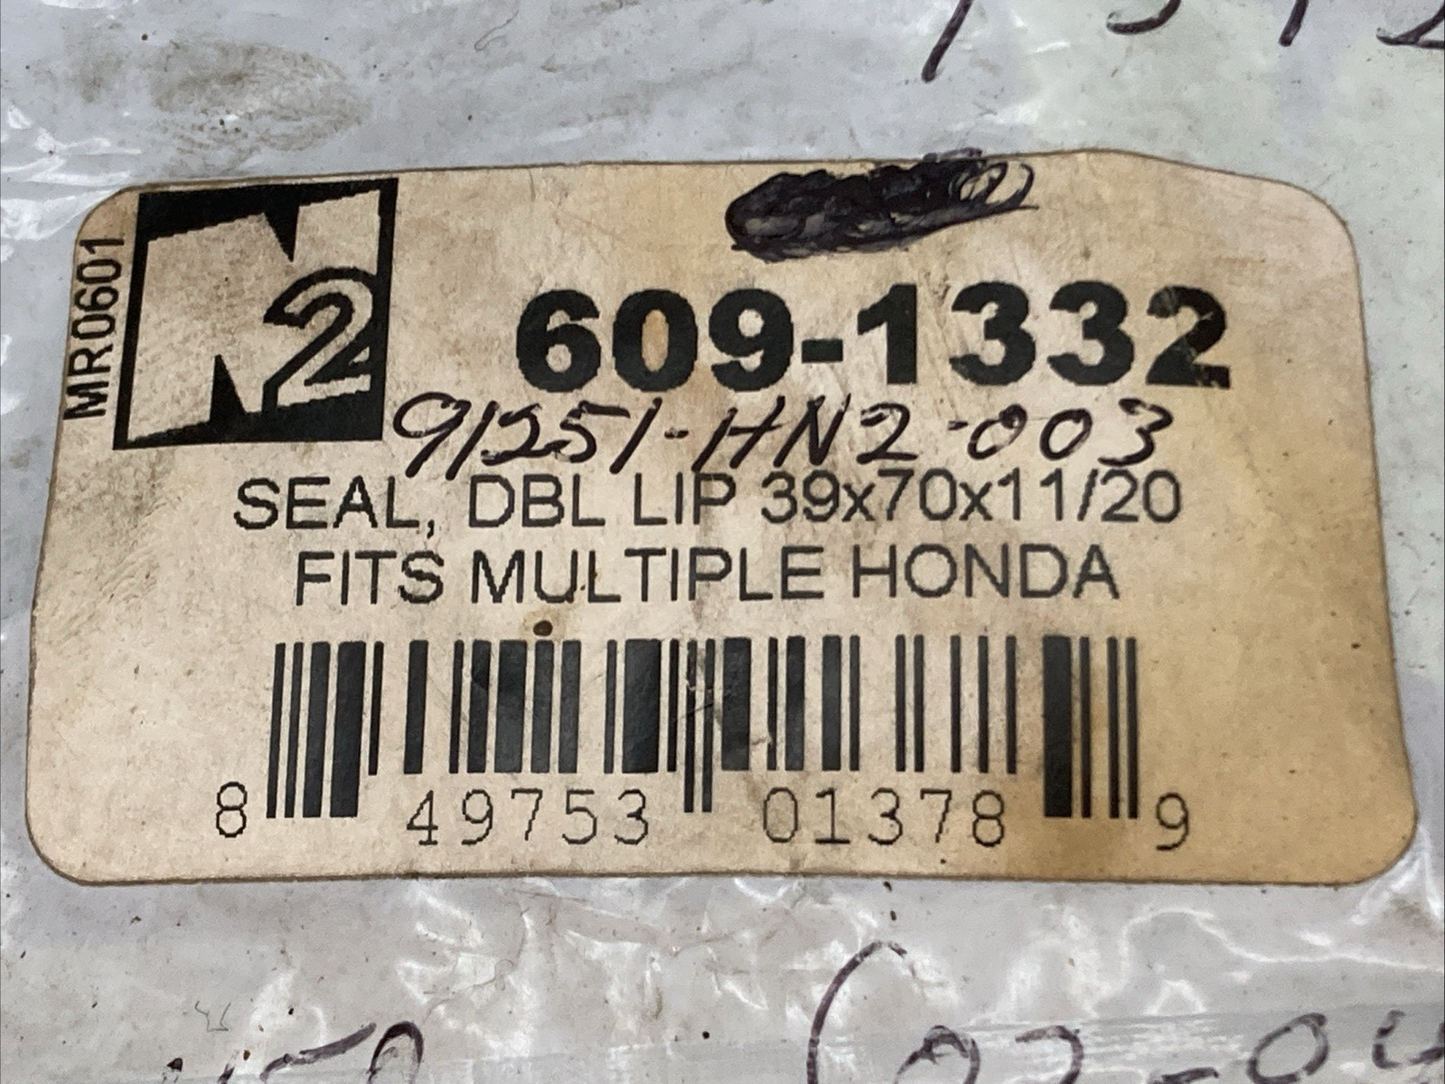 MR0601
N2
609-1332
91251-HN2-003
SEAL, DBL LIP 39x70x11/20
FITS MULTIPLE HONDA
8 49753 01378 9